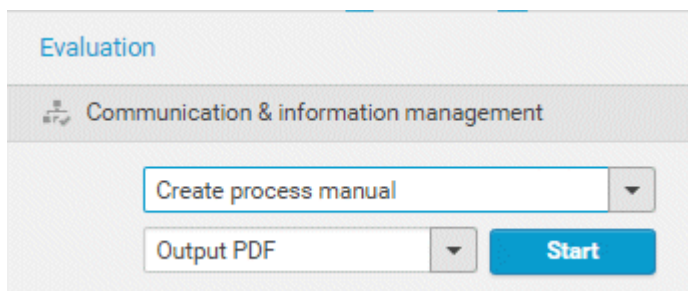 Evaluation
Communication & information management
Create process manual
Output PDF
Start